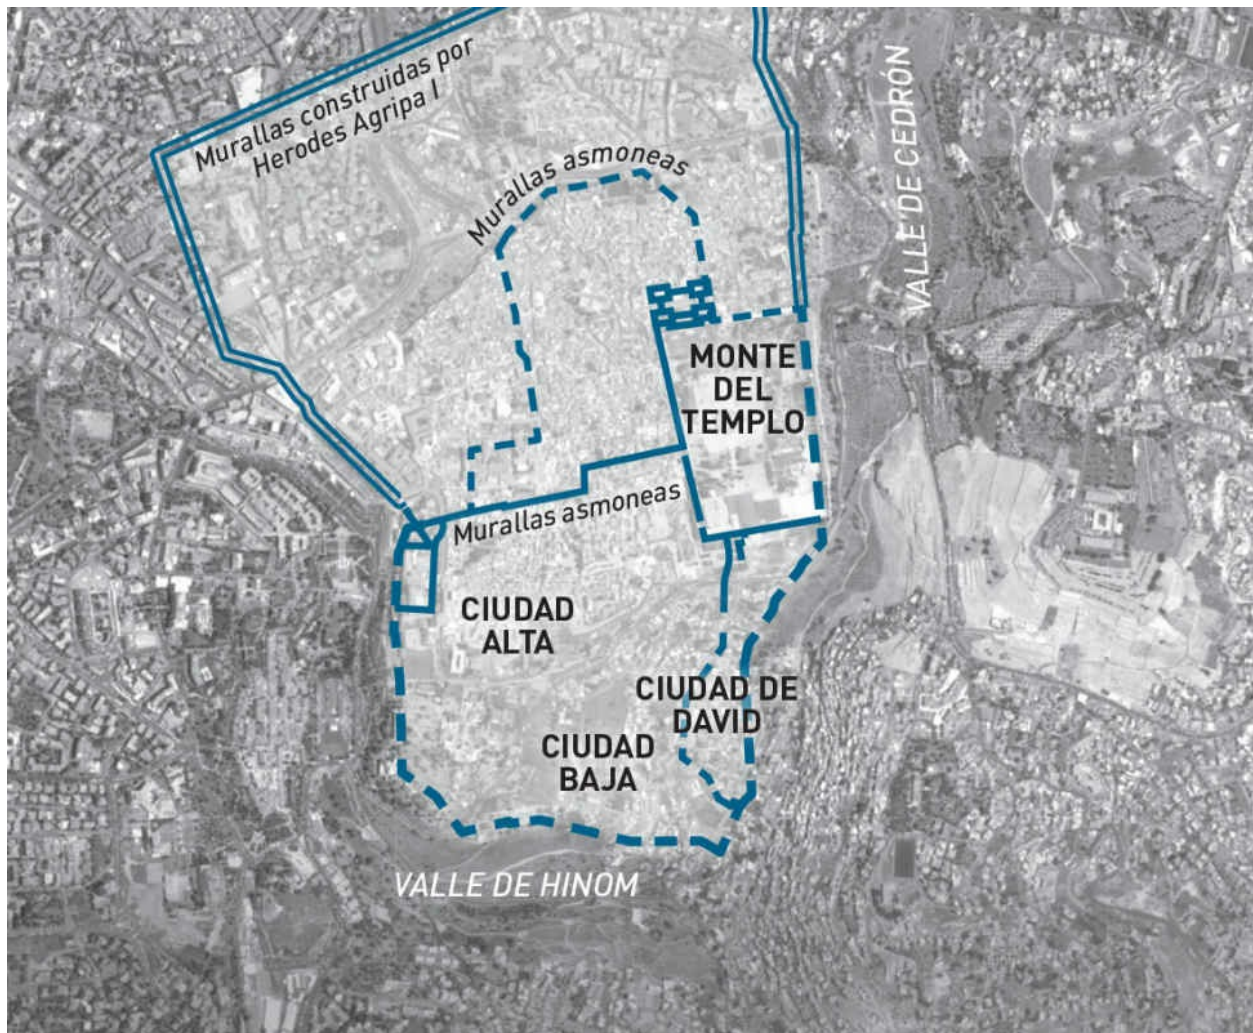 Murallas construidas por
Herodes Agripa I
Murallas asmoneas
VALLE DE CEDRÓN
MONTE
DEL
TEMPLO
Murallas asmoneas
CIUDAD
ALTA
CIUDAD DE
DAVID
CIUDAD
BAJA
VALLE DE HINOM